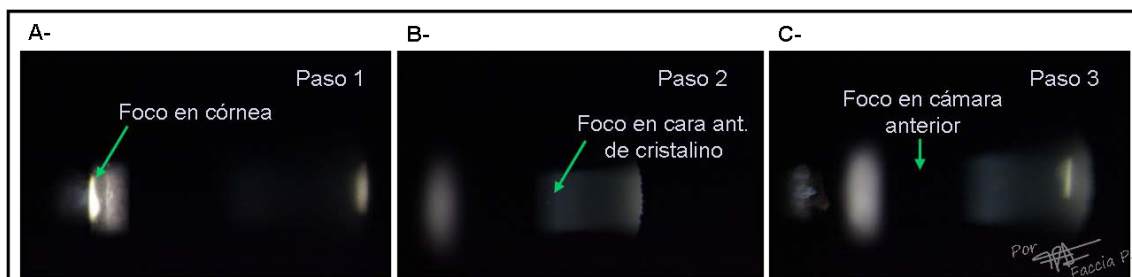 A-
Paso 1
Foco en córnea
B-
Paso 2
Foco en cara ant.
de cristalino
C-
Paso 3
Foco en cámara
anterior
Por
Faccia P